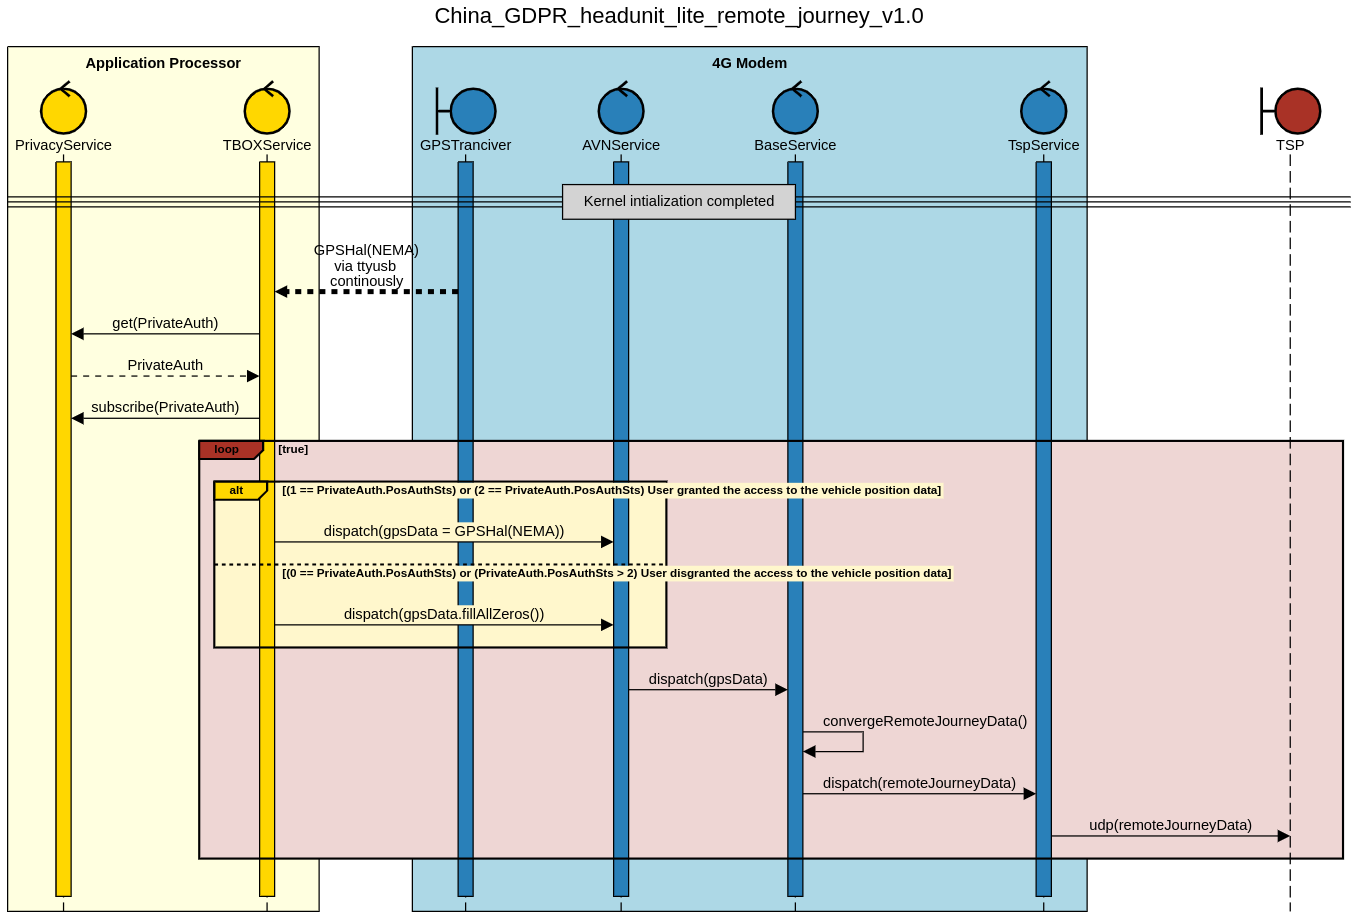 China_GDPR_headunit_lite_remote_journey_v1.0
Application Processor
4G Modem
PrivacyService
TBOXService
GPSTranciver
AVNService
BaseService
TspService
TSP
Kernel intialization completed
GPSHal(NEMA)
via ttyusb
continously
get(PrivateAuth)
PrivateAuth
subscribe(PrivateAuth)
loop
[true]
alt
[(1 == PrivateAuth.PosAuthSts) or (2 == PrivateAuth.PosAuthSts) User granted the access to the vehicle position data]
dispatch(gpsData = GPSHal(NEMA))
[(0 == PrivateAuth.PosAuthSts) or (PrivateAuth.PosAuthSts > 2) User disgranted the access to the vehicle position data]
dispatch(gpsData.fillAllZeros())
dispatch(gpsData)
convergeRemoteJourneyData()
dispatch(remoteJourneyData)
udp(remoteJourneyData)